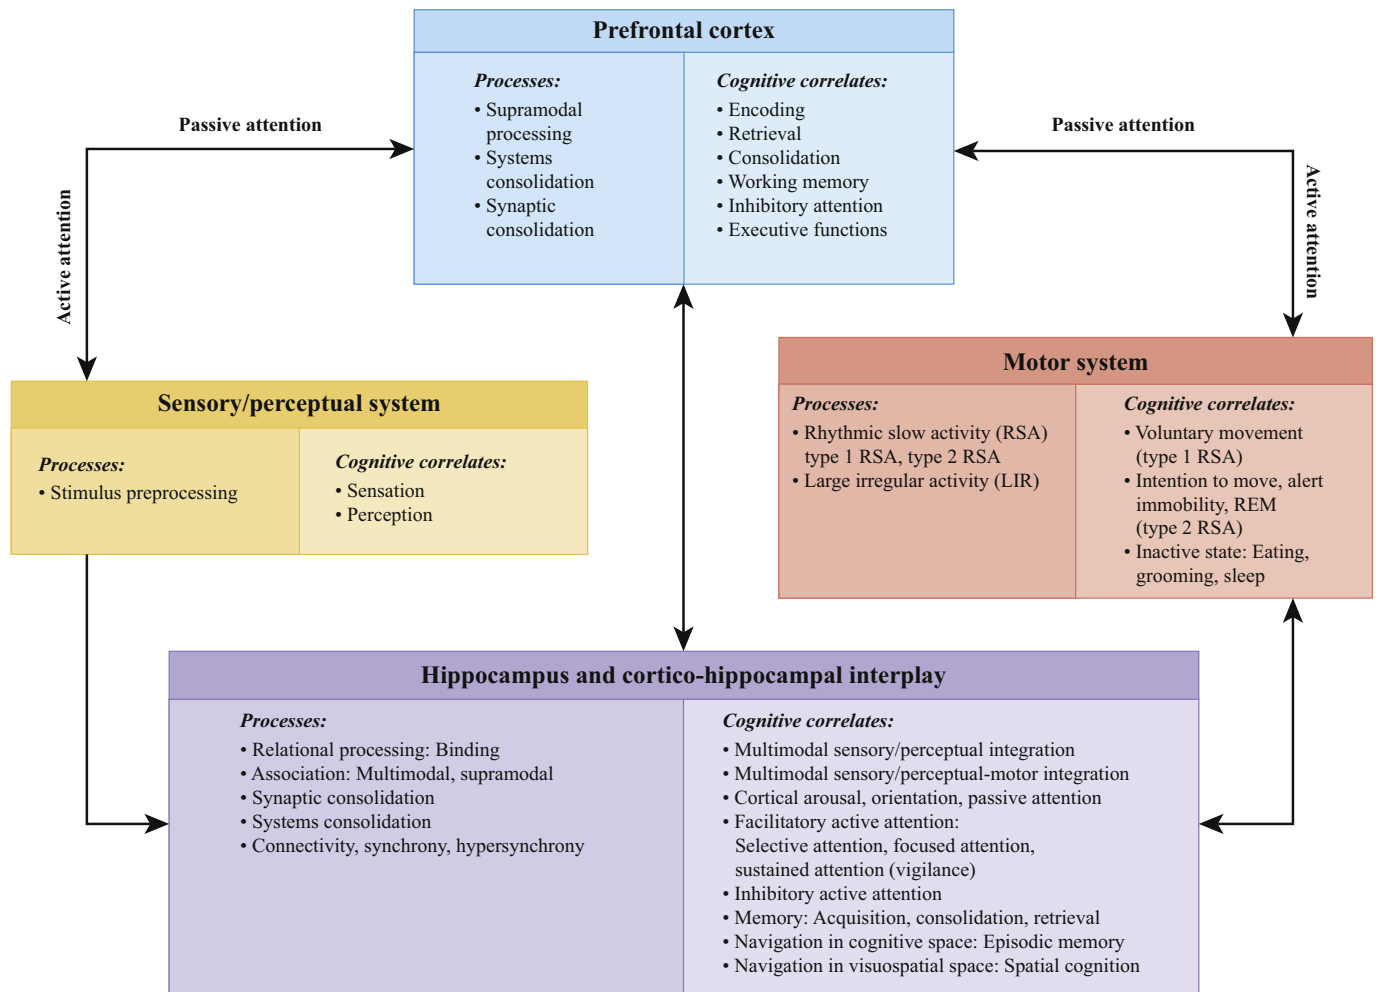 Prefrontal cortex
Processes:
• Supramodal
processing
• Systems
consolidation
• Synaptic
consolidation
Cognitive correlates:
• Encoding
• Retrieval
• Consolidation
• Working memory
• Inhibitory attention
• Executive functions
Passive attention
Active attention
Passive attention
Active attention
Sensory/perceptual system
Processes:
• Stimulus preprocessing
Cognitive correlates:
• Sensation
• Perception
Motor system
Processes:
• Rhythmic slow activity (RSA)
type 1 RSA, type 2 RSA
• Large irregular activity (LIR)
Cognitive correlates:
• Voluntary movement
(type 1 RSA)
• Intention to move, alert
immobility, REM
(type 2 RSA)
• Inactive state: Eating,
grooming, sleep
Hippocampus and cortico-hippocampal interplay
Processes:
• Relational processing: Binding
• Association: Multimodal, supramodal
• Synaptic consolidation
• Systems consolidation
• Connectivity, synchrony, hypersynchrony
Cognitive correlates:
• Multimodal sensory/perceptual integration
• Multimodal sensory/perceptual-motor integration
• Cortical arousal, orientation, passive attention
• Facilitatory active attention:
Selective attention, focused attention,
sustained attention (vigilance)
• Inhibitory active attention
• Memory: Acquisition, consolidation, retrieval
• Navigation in cognitive space: Episodic memory
• Navigation in visuospatial space: Spatial cognition